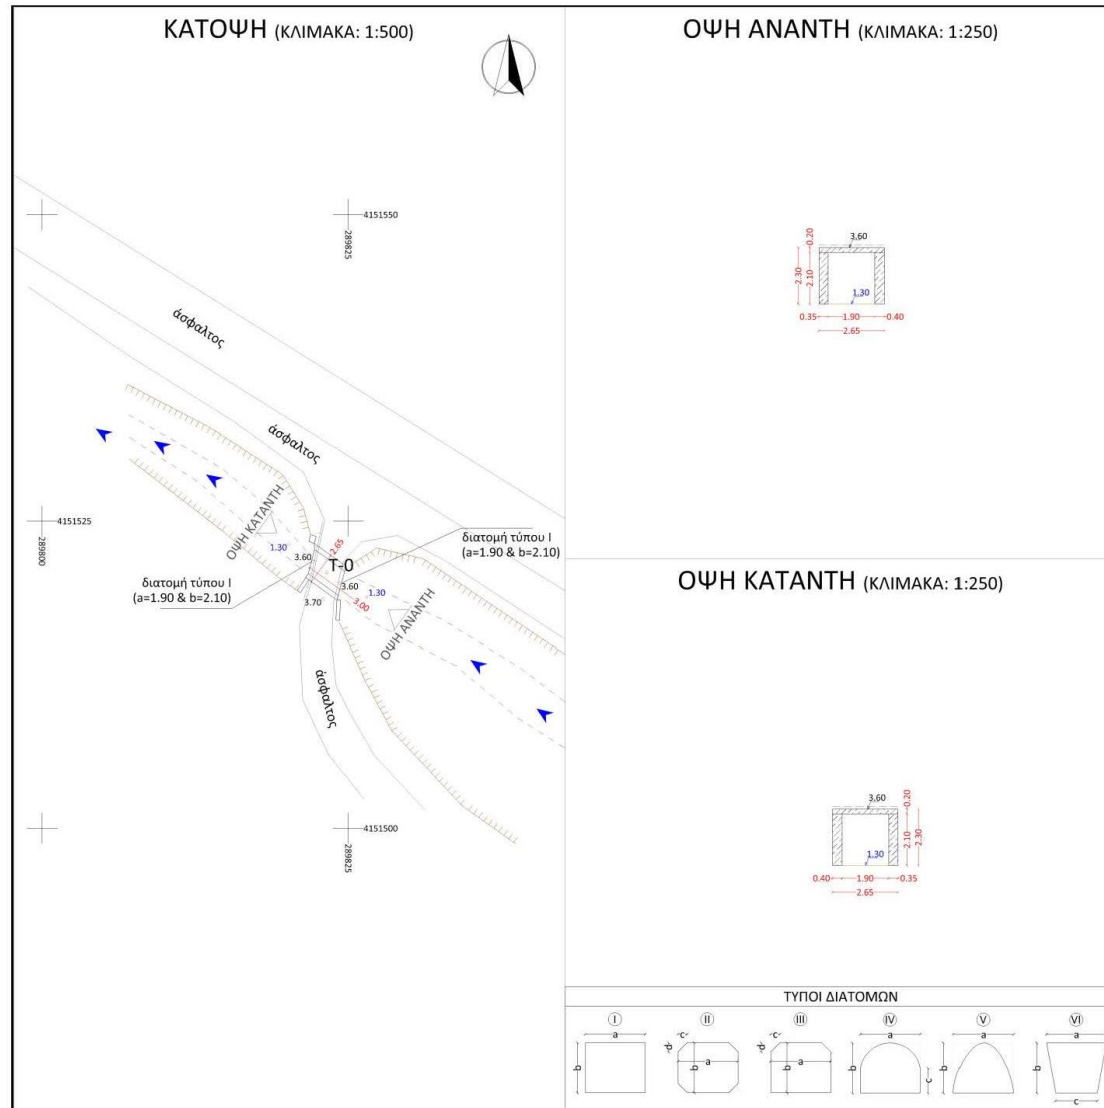 ΚΑΤΟΨΗ (ΚΛΙΜΑΚΑ: 1:500)
4151550
289825
άσφαλτος
άσφαλτος
4151525
289800
ΟΨΗ ΚΑΤΑΝΤΗ
1.30
3.60
2.65
T-0
διατομή τύπου Ι
(a=1.90 & b=2.10)
διατομή τύπου Ι
(a=1.90 & b=2.10)
3.60
1.30
3.70
3.00
ΟΨΗ ΑΝΑΝΤΗ
άσφαλτος
4151500
289825
ΟΨΗ ΑΝΑΝΤΗ (ΚΛΙΜΑΚΑ: 1:250)
0.20
3.60
2.30
2.10
1.30
0.35 1.90 0.40
2.65
ΟΨΗ ΚΑΤΑΝΤΗ (ΚΛΙΜΑΚΑ: 1:250)
3.60
0.20
2.10
2.30
1.30
0.40 1.90 0.35
2.65
ΤΥΠΟΙ ΔΙΑΤΟΜΩΝ
I II III IV V VI
a
b
c
d
b
a
c
d
b
a
a
b
c
a
b
a
b
c